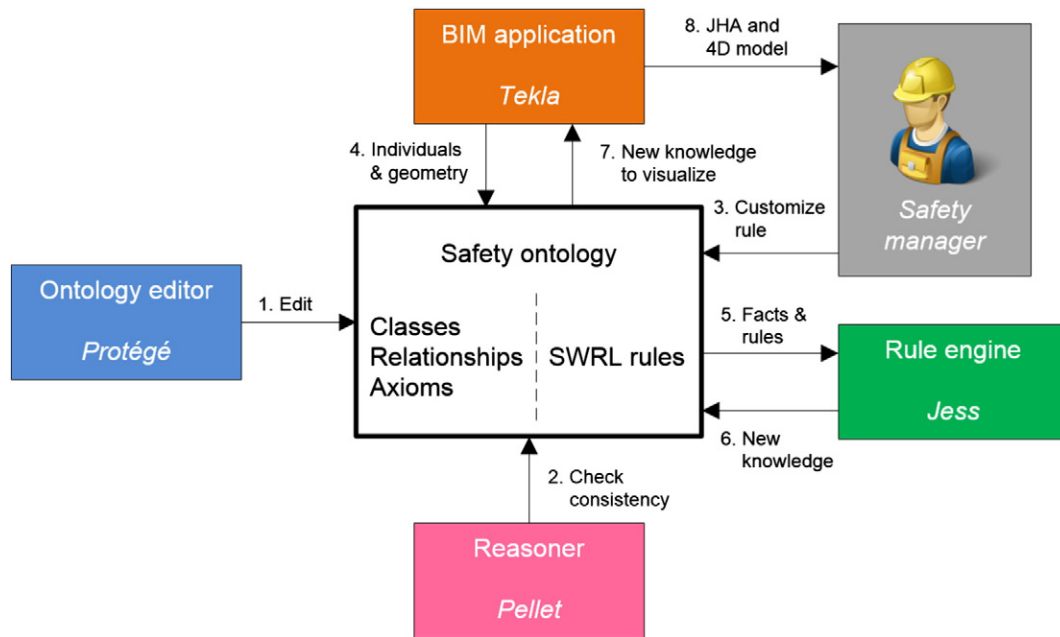 BIM application
Tekla
8. JHA and
4D model
4. Individuals
& geometry
7. New knowledge
to visualize
3. Customize
rule
Safety
manager
Safety ontology
Ontology editor
Protégé
1. Edit
Classes
Relationships
Axioms
SWRL rules
5. Facts &
rules
Rule engine
Jess
6. New
knowledge
2. Check
consistency
Reasoner
Pellet